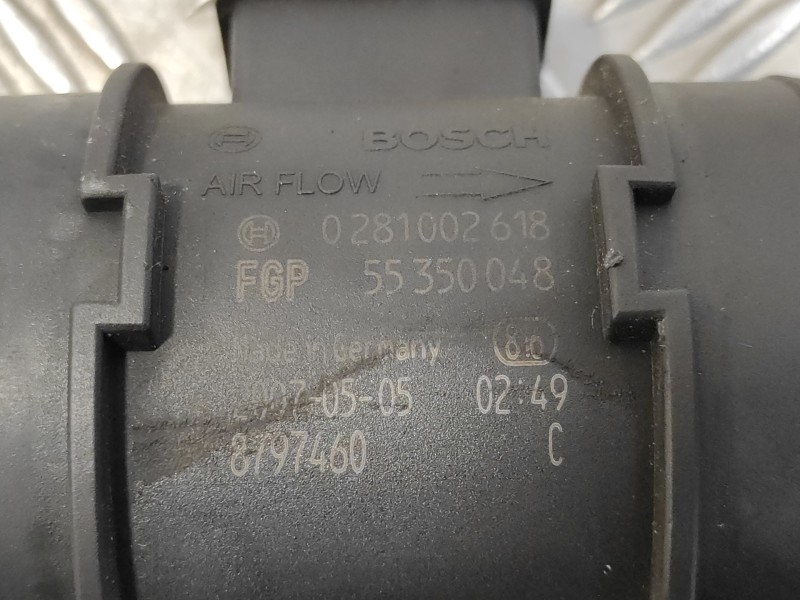 BOSCH
AIR FLOW
0 281 002 618
FGP 55 350 048
Made in Germany
2007-05-05 02:49
8797460 C